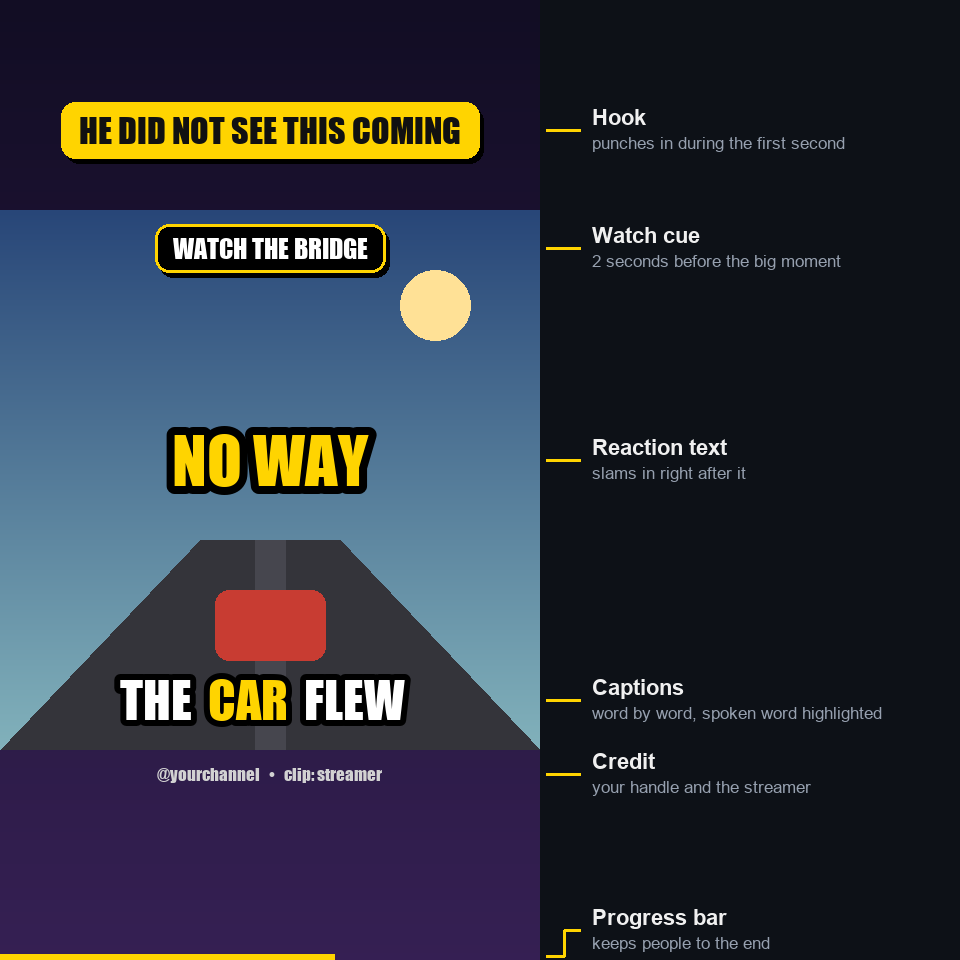 HE DID NOT SEE THIS COMING
Hook
punches in during the first second
WATCH THE BRIDGE
Watch cue
2 seconds before the big moment
NO WAY
Reaction text
slams in right after it
THE CAR FLEW
Captions
word by word, spoken word highlighted
@yourchannel • clip: streamer
Credit
your handle and the streamer
Progress bar
keeps people to the end